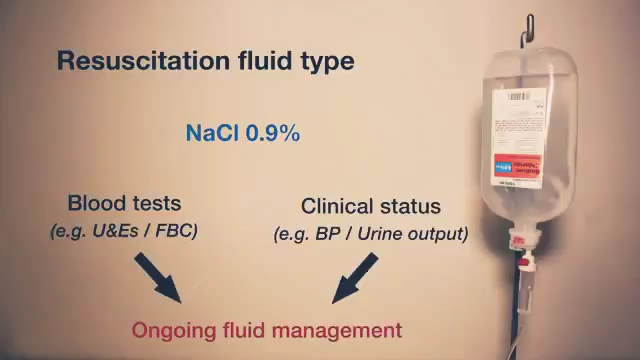 Resuscitation fluid type
NaCl 0.9%
Blood tests
(e.g. U&Es / FBC)
Clinical status
(e.g. BP / Urine output)
Ongoing fluid management